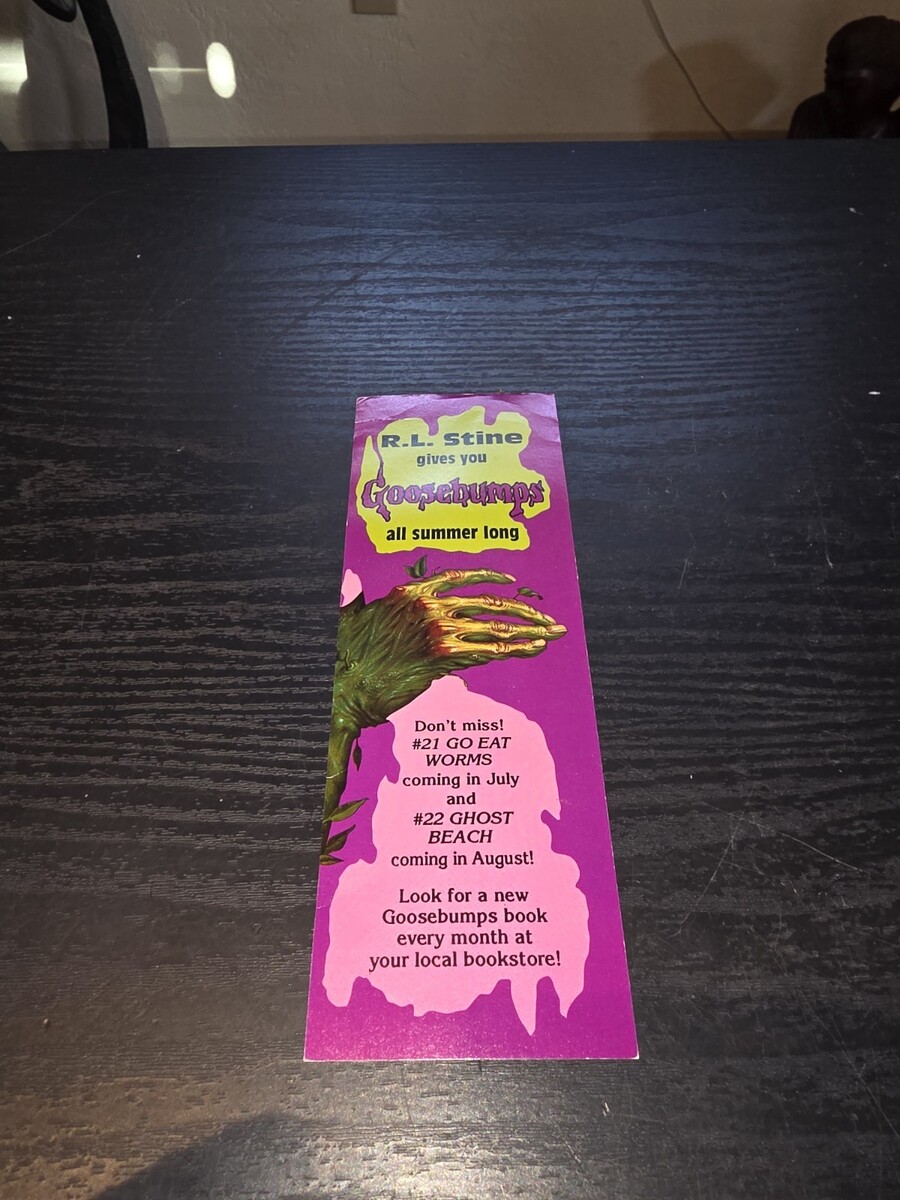 R.L. Stine
gives you
Goosebumps
all summer long
Don't miss!
#21 GO EAT
WORMS
coming in July
and
#22 GHOST
BEACH
coming in August!
Look for a new
Goosebumps book
every month at
your local bookstore!